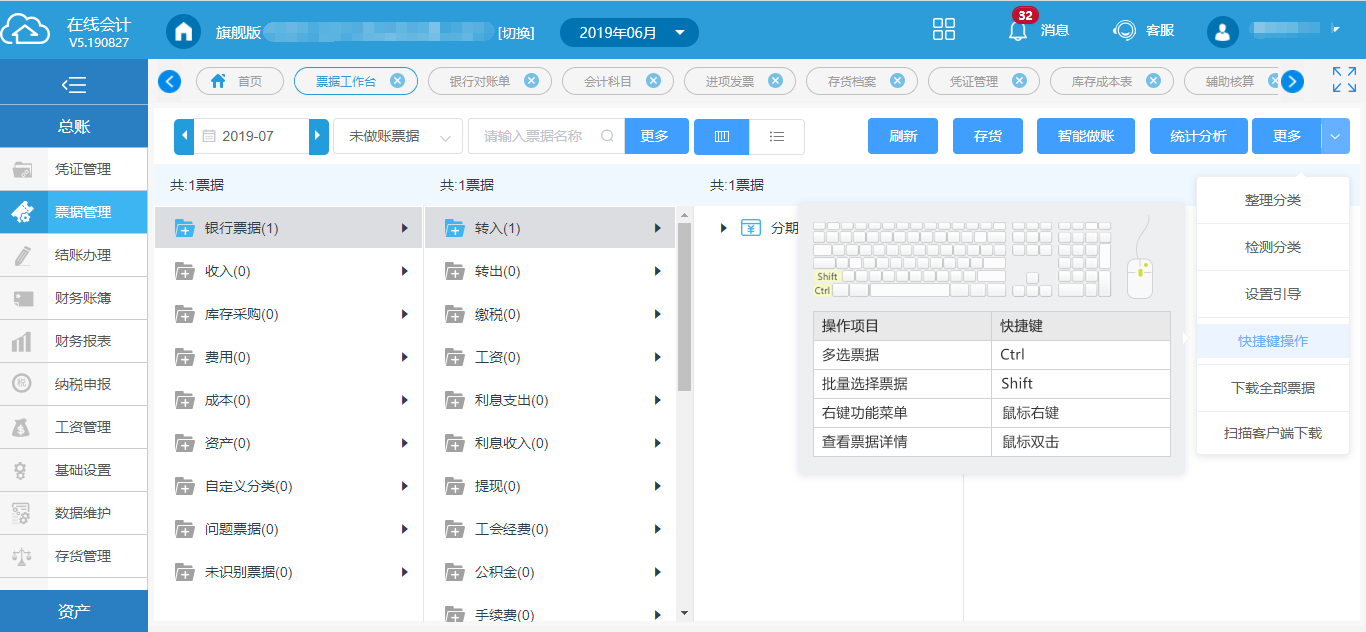 在线会计
V5.190827
旗舰版
[切换]
2019年06月
32
消息
客服
首页
票据工作台
银行对账单
会计科目
进项发票
存货档案
凭证管理
库存成本表
辅助核算
总账
凭证管理
票据管理
结账办理
财务账簿
财务报表
税
纳税申报
工资管理
基础设置
数据维护
存货管理
资产
2019-07
未做账票据
请输入票据名称
更多
刷新
存货
智能做账
统计分析
更多
共:1票据
共:1票据
共:1票据
银行票据(1)
收入(0)
库存采购(0)
费用(0)
成本(0)
资产(0)
自定义分类(0)
问题票据(0)
未识别票据(0)
转入(1)
转出(0)
缴税(0)
工资(0)
利息支出(0)
利息收入(0)
提现(0)
工会经费(0)
公积金(0)
手续费(0)
¥
分期
Shift
Ctrl
操作项目 快捷键
多选票据 Ctrl
批量选择票据 Shift
右键功能菜单 鼠标右键
查看票据详情 鼠标双击
整理分类
检测分类
设置引导
快捷键操作
下载全部票据
扫描客户端下载